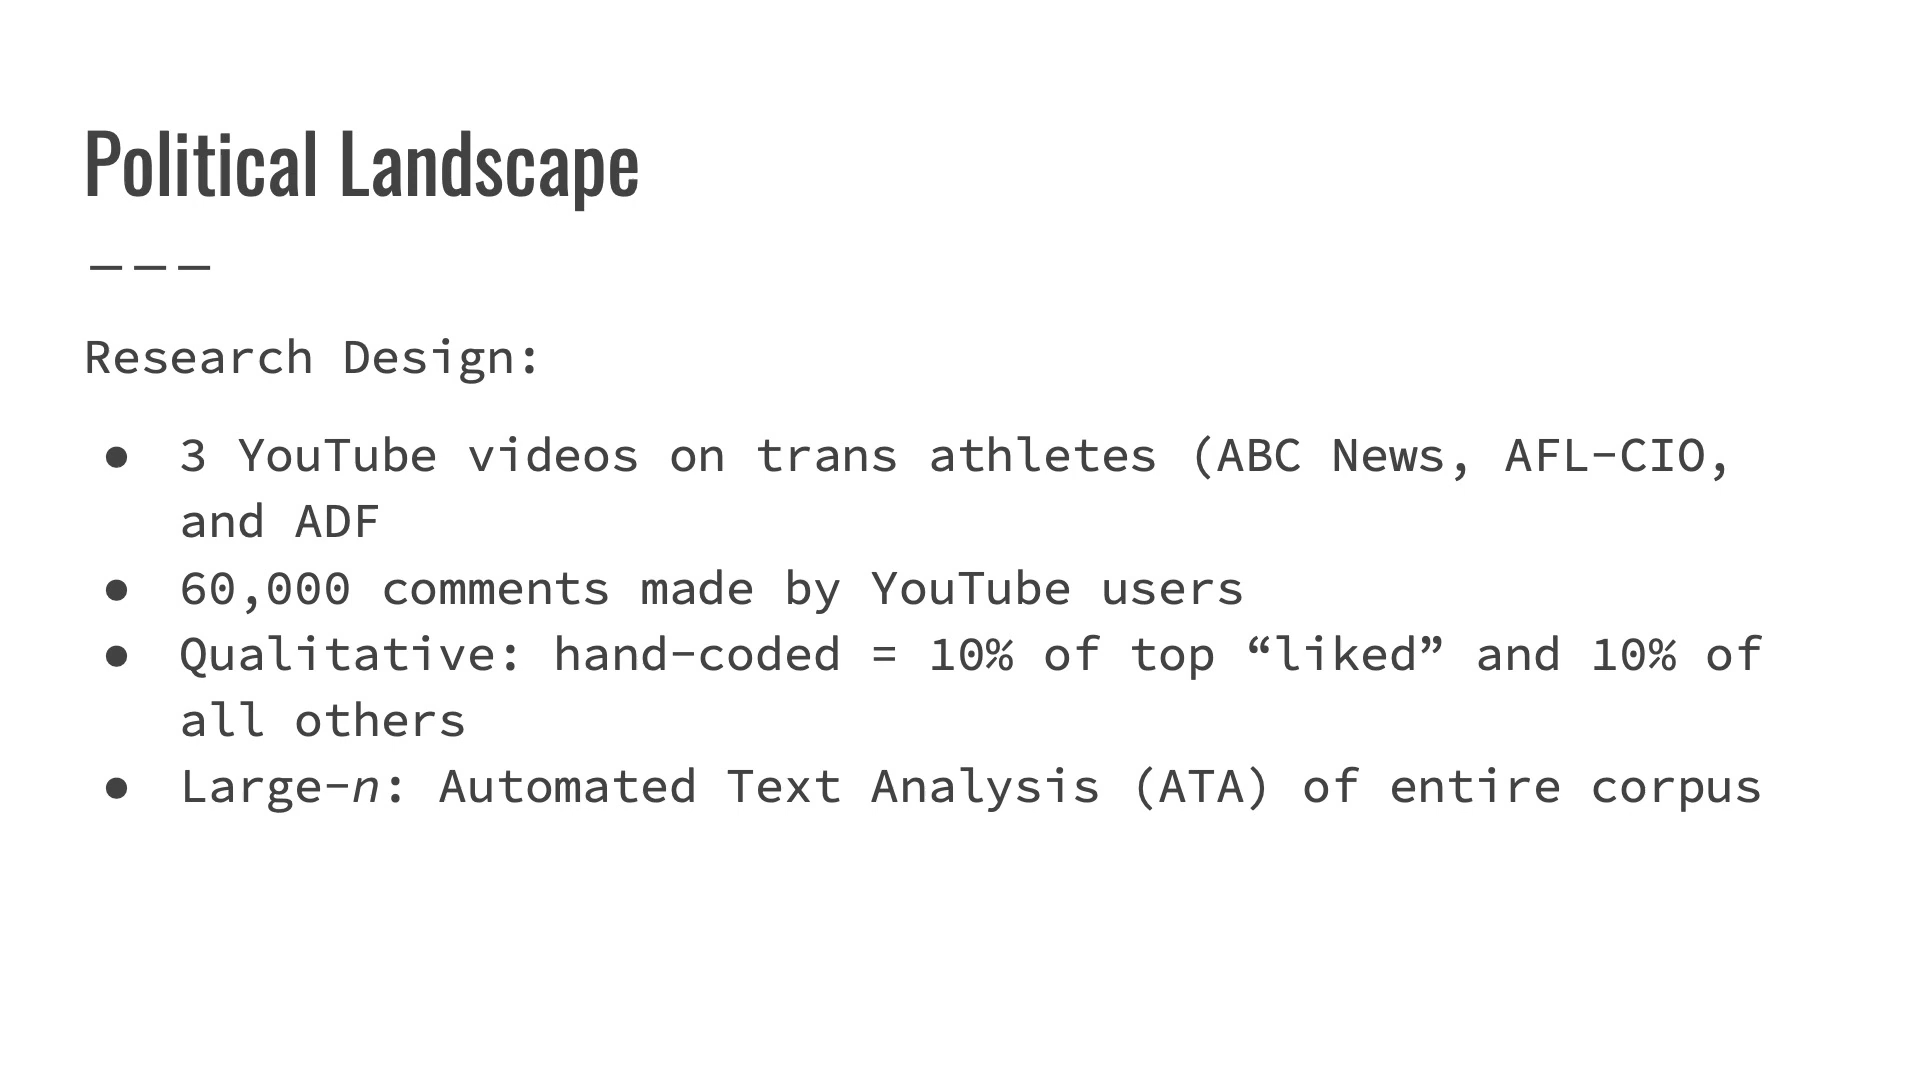 Political Landscape
———
Research Design:
● 3 YouTube videos on trans athletes (ABC News, AFL-CIO,
and ADF
● 60,000 comments made by YouTube users
● Qualitative: hand-coded = 10% of top “liked” and 10% of
all others
● Large-n: Automated Text Analysis (ATA) of entire corpus